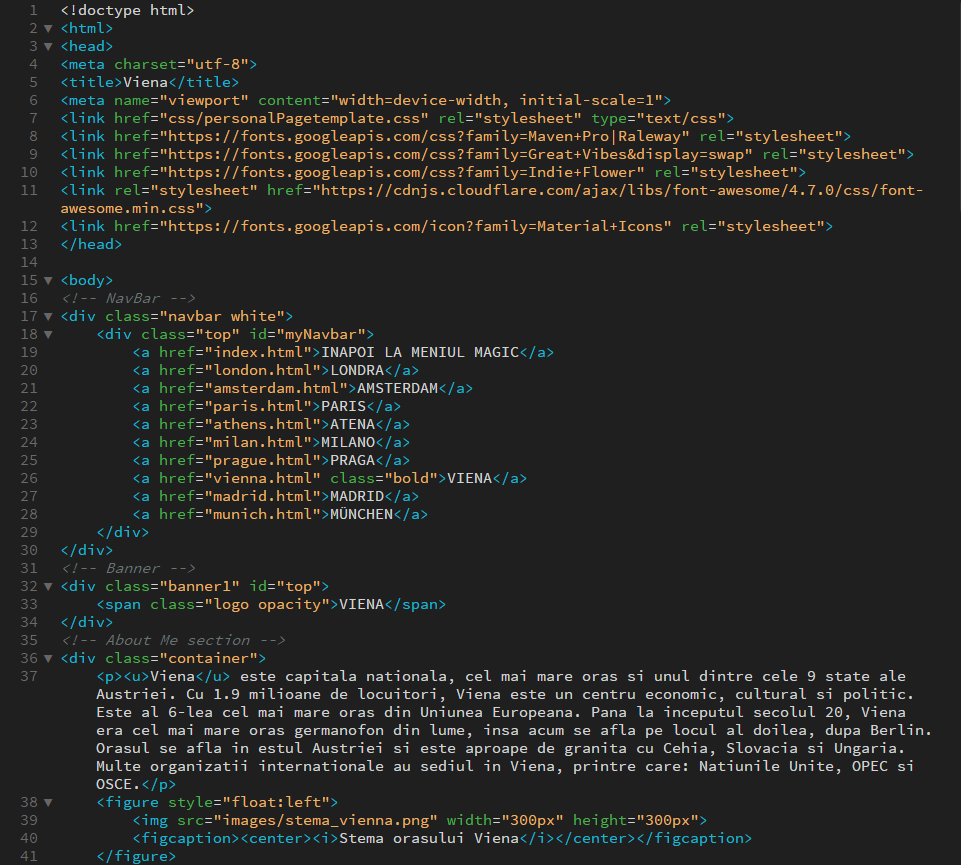 1 <!doctype html>
2 ▼ <html>
3 ▼ <head>
4 <meta charset="utf-8">
5 <title>Viena</title>
6 <meta name="viewport" content="width=device-width, initial-scale=1">
7 <link href="css/personalPagetemplate.css" rel="stylesheet" type="text/css">
8 <link href="https://fonts.googleapis.com/css?family=Maven+Pro|Raleway" rel="stylesheet">
9 <link href="https://fonts.googleapis.com/css?family=Great+Vibes&display=swap" rel="stylesheet">
10 <link href="https://fonts.googleapis.com/css?family=Indie+Flower" rel="stylesheet">
11 <link rel="stylesheet" href="https://cdnjs.cloudflare.com/ajax/libs/font-awesome/4.7.0/css/font-
awesome.min.css">
12 <link href="https://fonts.googleapis.com/icon?family=Material+Icons" rel="stylesheet">
13 </head>
14
15 ▼ <body>
16 <!-- NavBar -->
17 ▼ <div class="navbar white">
18 ▼ <div class="top" id="myNavbar">
19 <a href="index.html">INAPOI LA MENIUL MAGIC</a>
20 <a href="london.html">LONDRA</a>
21 <a href="amsterdam.html">AMSTERDAM</a>
22 <a href="paris.html">PARIS</a>
23 <a href="athens.html">ATENA</a>
24 <a href="milan.html">MILANO</a>
25 <a href="prague.html">PRAGA</a>
26 <a href="vienna.html" class="bold">VIENA</a>
27 <a href="madrid.html">MADRID</a>
28 <a href="munich.html">MÜNCHEN</a>
29 </div>
30 </div>
31 <!-- Banner -->
32 ▼ <div class="banner1" id="top">
33 <span class="logo opacity">VIENA</span>
34 </div>
35 <!-- About Me section -->
36 ▼ <div class="container">
37 <p><u>Viena</u> este capitala nationala, cel mai mare oras si unul dintre cele 9 state ale
Austriei. Cu 1.9 milioane de locuitori, Viena este un centru economic, cultural si politic.
Este al 6-lea cel mai mare oras din Uniunea Europeana. Pana la inceputul secolul 20, Viena
era cel mai mare oras germanofon din lume, insa acum se afla pe locul al doilea, dupa Berlin.
Orasul se afla in estul Austriei si este aproape de granita cu Cehia, Slovacia si Ungaria.
Multe organizatii internationale au sediul in Viena, printre care: Natiunile Unite, OPEC si
OSCE.</p>
38 ▼ <figure style="float:left">
39 <img src="images/stema_vienna.png" width="300px" height="300px">
40 <figcaption><center><i>Stema orasului Viena</i></center></figcaption>
41 </figure>